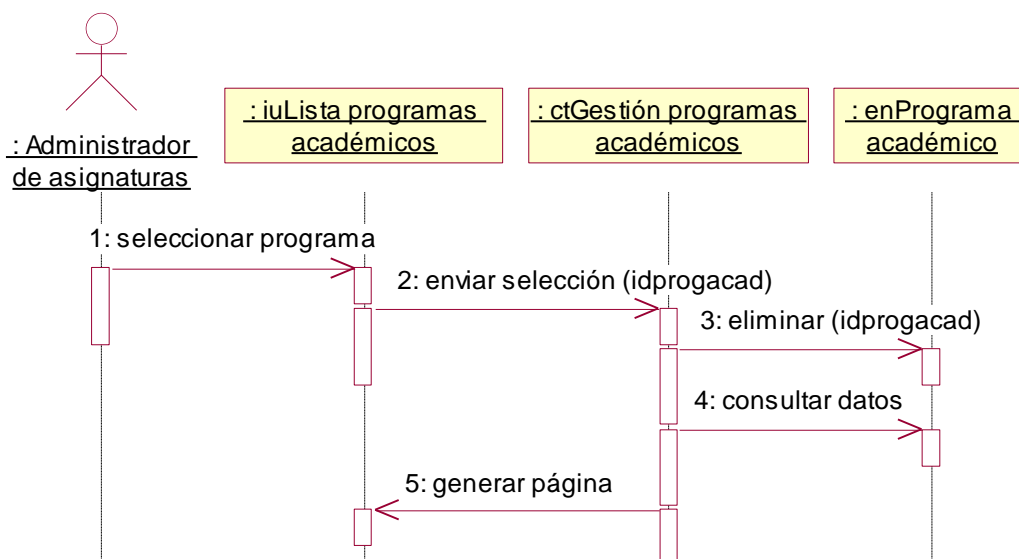 : Administrador
de asignaturas
: iuLista programas
académicos
: ctGestión programas
académicos
: enPrograma
académico
1: seleccionar programa
2: enviar selección (idprogacad)
3: eliminar (idprogacad)
4: consultar datos
5: generar página